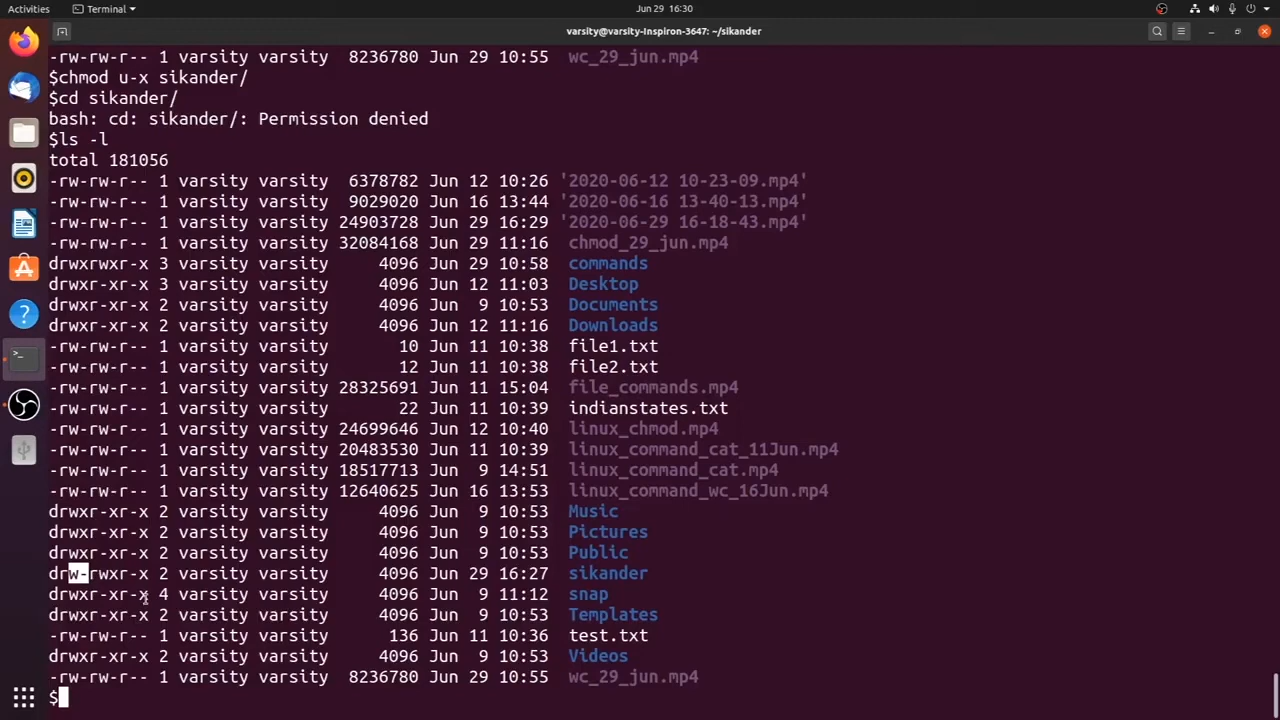 Activities
Terminal
Jun 29 16:30
varsity@varsity-Inspiron-3647: ~/sikander
-rw-rw-r-- 1 varsity varsity  8236780 Jun 29 10:55  wc_29_jun.mp4
$chmod u-x sikander/
$cd sikander/
bash: cd: sikander/: Permission denied
$ls -l
total 181056
-rw-rw-r-- 1 varsity varsity  6378782 Jun 12 10:26 '2020-06-12 10-23-09.mp4'
-rw-rw-r-- 1 varsity varsity  9029020 Jun 16 13:44 '2020-06-16 13-40-13.mp4'
-rw-rw-r-- 1 varsity varsity 24903728 Jun 29 16:29 '2020-06-29 16-18-43.mp4'
-rw-rw-r-- 1 varsity varsity 32084168 Jun 29 11:16  chmod_29_jun.mp4
drwxrwxr-x 3 varsity varsity     4096 Jun 29 10:58  commands
drwxr-xr-x 3 varsity varsity     4096 Jun 12 11:03  Desktop
drwxr-xr-x 2 varsity varsity     4096 Jun  9 10:53  Documents
drwxr-xr-x 2 varsity varsity     4096 Jun 12 11:16  Downloads
-rw-rw-r-- 1 varsity varsity       10 Jun 11 10:38  file1.txt
-rw-rw-r-- 1 varsity varsity       12 Jun 11 10:38  file2.txt
-rw-rw-r-- 1 varsity varsity 28325691 Jun 11 15:04  file_commands.mp4
-rw-rw-r-- 1 varsity varsity       22 Jun 11 10:39  indianstates.txt
-rw-rw-r-- 1 varsity varsity 24699646 Jun 12 10:40  linux_chmod.mp4
-rw-rw-r-- 1 varsity varsity 20483530 Jun 11 10:39  linux_command_cat_11Jun.mp4
-rw-rw-r-- 1 varsity varsity 18517713 Jun  9 14:51  linux_command_cat.mp4
-rw-rw-r-- 1 varsity varsity 12640625 Jun 16 13:53  linux_command_wc_16Jun.mp4
drwxr-xr-x 2 varsity varsity     4096 Jun  9 10:53  Music
drwxr-xr-x 2 varsity varsity     4096 Jun  9 10:53  Pictures
drwxr-xr-x 2 varsity varsity     4096 Jun  9 10:53  Public
drw-rwxr-x 2 varsity varsity     4096 Jun 29 16:27  sikander
drwxr-xr-x 4 varsity varsity     4096 Jun  9 11:12  snap
drwxr-xr-x 2 varsity varsity     4096 Jun  9 10:53  Templates
-rw-rw-r-- 1 varsity varsity      136 Jun 11 10:36  test.txt
drwxr-xr-x 2 varsity varsity     4096 Jun  9 10:53  Videos
-rw-rw-r-- 1 varsity varsity  8236780 Jun 29 10:55  wc_29_jun.mp4
$